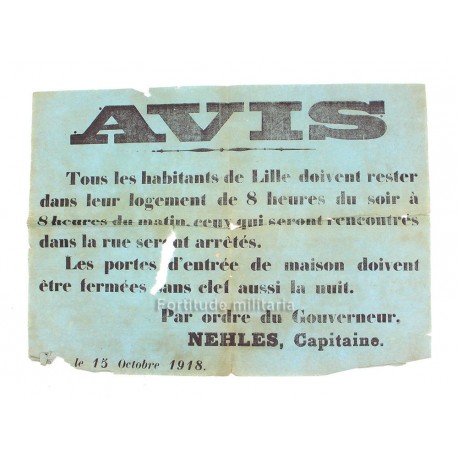 AVIS
Tous les habitants de Lille doivent rester
dans leur logement de 8 heures du soir à
8 heures du matin, ceux qui seront rencontrés
dans la rue seront arrêtés.
Les portes d'entrée de maison doivent
être fermées sans clef aussi la nuit.
Fortitude militaria
Par ordre du Gouverneur,
NEHLES, Capitaine.
le 15 Octobre 1918.